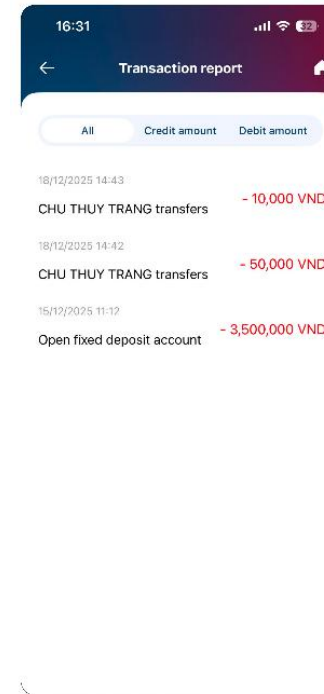 16:31
32
Transaction report
All Credit amount Debit amount
18/12/2025 14:43
CHU THUY TRANG transfers - 10,000 VND
18/12/2025 14:42
CHU THUY TRANG transfers - 50,000 VND
15/12/2025 11:12
Open fixed deposit account - 3,500,000 VND